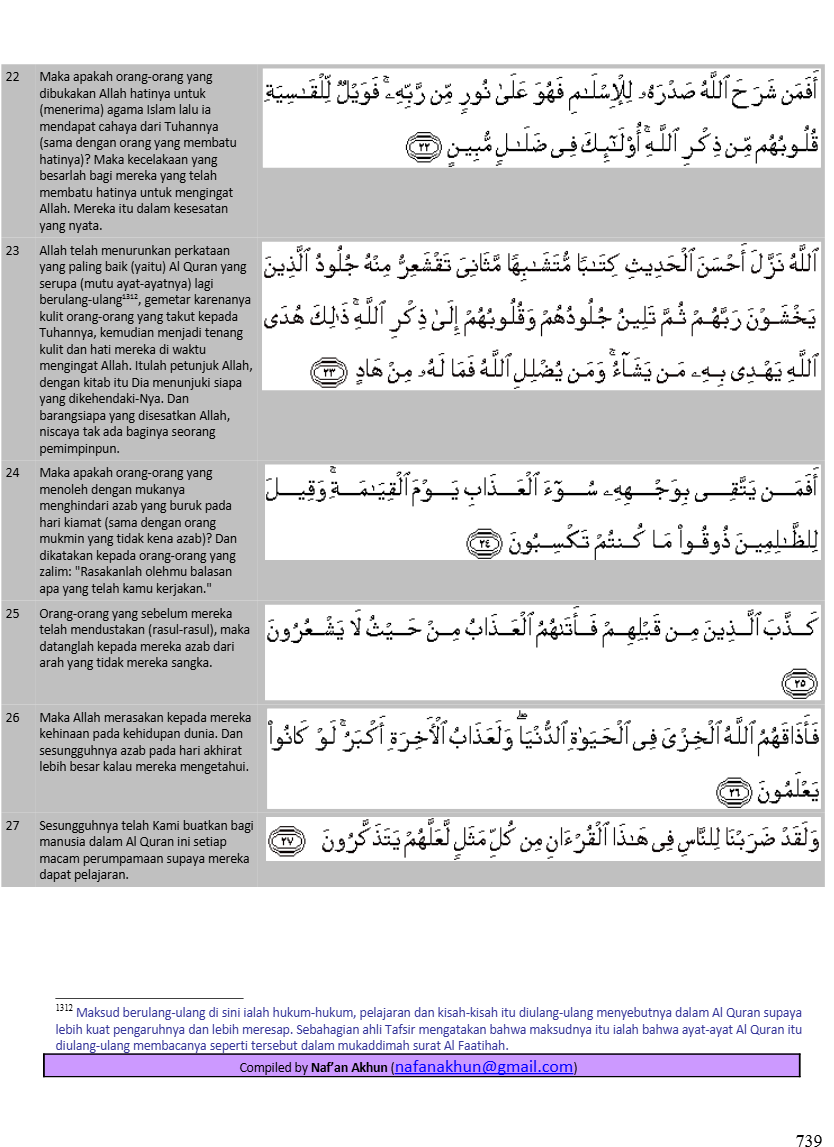 22 Maka apakah orang-orang yang
dibukakan Allah hatinya untuk
(menerima) agama Islam lalu ia
mendapat cahaya dari Tuhannya
(sama dengan orang yang membatu
hatinya)? Maka kecelakaan yang
besarlah bagi mereka yang telah
membatu hatinya untuk mengingat
Allah. Mereka itu dalam kesesatan
yang nyata.
أَفَمَن شَرَحَ ٱللَّهُ صَدْرَهُۥ لِلْإِسْلَـٰمِ فَهُوَ عَلَىٰ نُورٍ مِّن رَّبِّهِۦ ۚ فَوَيْلٌ لِّلْقَـٰسِيَةِ
قُلُوبُهُم مِّن ذِكْرِ ٱللَّهِ ۚ أُوْلَـٰٓئِكَ فِى ضَلَـٰلٍ مُّبِينٍ ٢٢
23 Allah telah menurunkan perkataan
yang paling baik (yaitu) Al Quran yang
serupa (mutu ayat-ayatnya) lagi
berulang-ulang¹³¹², gemetar karenanya
kulit orang-orang yang takut kepada
Tuhannya, kemudian menjadi tenang
kulit dan hati mereka di waktu
mengingat Allah. Itulah petunjuk Allah,
dengan kitab itu Dia menunjuki siapa
yang dikehendaki-Nya. Dan
barangsiapa yang disesatkan Allah,
niscaya tak ada baginya seorang
pemimpinpun.
ٱللَّهُ نَزَّلَ أَحْسَنَ ٱلْحَدِيثِ كِتَـٰبًا مُّتَشَـٰبِهًا مَّثَانِىَ تَقْشَعِرُّ مِنْهُ جُلُودُ ٱلَّذِينَ
يَخْشَوْنَ رَبَّهُمْ ثُمَّ تَلِينُ جُلُودُهُمْ وَقُلُوبُهُمْ إِلَىٰ ذِكْرِ ٱللَّهِ ۚ ذَٰلِكَ هُدَى
ٱللَّهِ يَهْدِى بِهِۦ مَن يَشَآءُ ۚ وَمَن يُضْلِلِ ٱللَّهُ فَمَا لَهُۥ مِنْ هَادٍ ٢٣
24 Maka apakah orang-orang yang
menoleh dengan mukanya
menghindari azab yang buruk pada
hari kiamat (sama dengan orang
mukmin yang tidak kena azab)? Dan
dikatakan kepada orang-orang yang
zalim: "Rasakanlah olehmu balasan
apa yang telah kamu kerjakan."
أَفَمَن يَتَّقِى بِوَجْهِهِۦ سُوٓءَ ٱلْعَذَابِ يَوْمَ ٱلْقِيَـٰمَةِ ۚ وَقِيلَ
لِلظَّـٰلِمِينَ ذُوقُواْ مَا كُنتُمْ تَكْسِبُونَ ٢٤
25 Orang-orang yang sebelum mereka
telah mendustakan (rasul-rasul), maka
datanglah kepada mereka azab dari
arah yang tidak mereka sangka.
كَذَّبَ ٱلَّذِينَ مِن قَبْلِهِمْ فَأَتَىٰهُمُ ٱلْعَذَابُ مِنْ حَيْثُ لَا يَشْعُرُونَ
٢٥
26 Maka Allah merasakan kepada mereka
kehinaan pada kehidupan dunia. Dan
sesungguhnya azab pada hari akhirat
lebih besar kalau mereka mengetahui.
فَأَذَاقَهُمُ ٱللَّهُ ٱلْخِزْىَ فِى ٱلْحَيَوٰةِ ٱلدُّنْيَا ۖ وَلَعَذَابُ ٱلْأَخِرَةِ أَكْبَرُ ۚ لَوْ كَانُواْ
يَعْلَمُونَ ٢٦
27 Sesungguhnya telah Kami buatkan bagi
manusia dalam Al Quran ini setiap
macam perumpamaan supaya mereka
dapat pelajaran.
وَلَقَدْ ضَرَبْنَا لِلنَّاسِ فِى هَـٰذَا ٱلْقُرْءَانِ مِن كُلِّ مَثَلٍ لَّعَلَّهُمْ يَتَذَكَّرُونَ ٢٧
¹³¹² Maksud berulang-ulang di sini ialah hukum-hukum, pelajaran dan kisah-kisah itu diulang-ulang menyebutnya dalam Al Quran supaya
lebih kuat pengaruhnya dan lebih meresap. Sebahagian ahli Tafsir mengatakan bahwa maksudnya itu ialah bahwa ayat-ayat Al Quran itu
diulang-ulang membacanya seperti tersebut dalam mukaddimah surat Al Faatihah.
Compiled by Naf’an Akhun (nafanakhun@gmail.com)
739